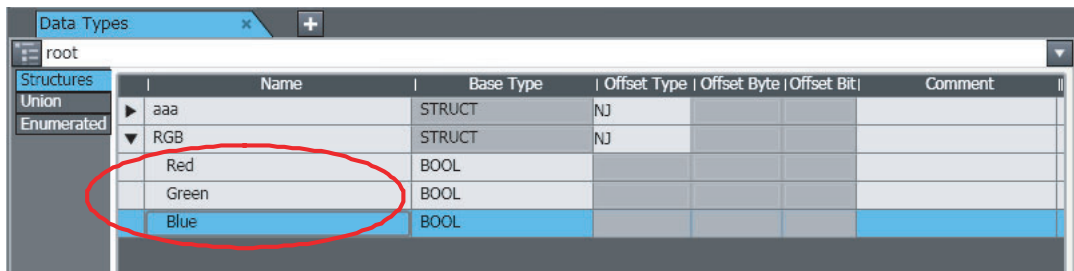 Data Types × +
root
Structures
Union
Enumerated
Name Base Type Offset Type Offset Byte Offset Bit Comment
aaa STRUCT NJ
RGB STRUCT NJ
Red BOOL
Green BOOL
Blue BOOL